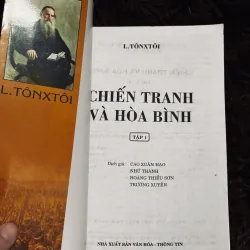 L.TÔNXTÔI
L.TÔNXTÔI
CHIẾN TRANH
VÀ HÒA BÌNH
TẬP 1
Dịch giả: CAO XUÂN HẠO
NHỮ THÀNH
HOÀNG THIẾU SƠN
TRƯỜNG XUYÊN
NHÀ XUẤT BẢN VĂN HÓA - THÔNG TIN